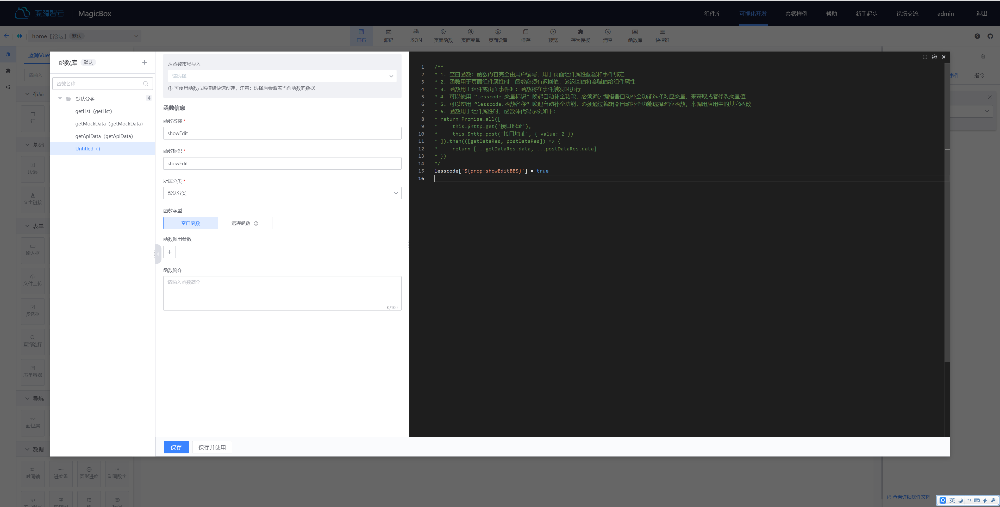 蓝鲸智云 MagicBox 组件库 可视化开发 套餐样例 帮助 新手起步 论坛交流 admin 退出
home【论坛】 默认
画布 源码 JSON 页面函数 页面变量 页面设置 保存 预览 存为模板 清空 函数库 快捷键
蓝鲸Vue
请输入
布局
行
基础
段落
文字链接
表单
输入框
文件上传
多选框
查询选择
表单容器
导航
面包屑
数据
时间轴 进度条 圆形进度 动画数字
函数库 默认
函数名称
默认分类 4
getList（getList）
getMockData（getMockData）
getApiData（getApiData）
Untitled（）
从函数市场导入
请选择
可使用函数市场模板快速创建，注意：选择后会覆盖当前函数的数据
函数信息
函数名称 *
showEdit
函数标识 *
showEdit
所属分类 *
默认分类
函数类型
空白函数 远程函数
函数调用参数
函数简介
请输入函数简介
0/100
保存 保存并使用
1 /**
2 * 1. 空白函数：函数内容完全由用户编写，用于页面组件属性配置和事件绑定
3 * 2. 函数用于页面组件属性时：函数必须有返回值，该返回值将会赋值给组件属性
4 * 3. 函数用于组件或页面事件时：函数将在事件触发时执行
5 * 4. 可以使用 “lesscode.变量标识” 唤起自动补全功能，必须通过编辑器自动补全功能选择对应变量，来获取或者修改变量值
6 * 5. 可以使用 “lesscode.函数名称” 唤起自动补全功能，必须通过编辑器自动补全功能选择对应函数，来调用应用中的其它函数
7 * 6. 函数用于组件属性时，函数体代码示例如下：
8 * return Promise.all([
9 *     this.$http.get('接口地址'),
10 *     this.$http.post('接口地址', { value: 2 })
11 * ]).then(([getDataRes, postDataRes]) => {
12 *     return [...getDataRes.data, ...postDataRes.data]
13 * })
14 */
15 lesscode['${prop:showEditBBS}'] = true
16
事件 指令
查看详细属性文档
英